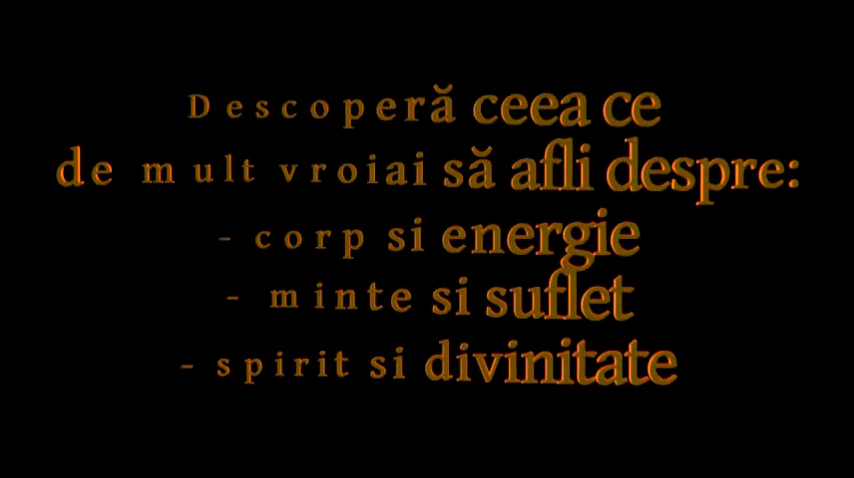 Descoperă ceea ce
de mult vroiai să afli despre:
- corp si energie
- minte si suflet
- spirit si divinitate